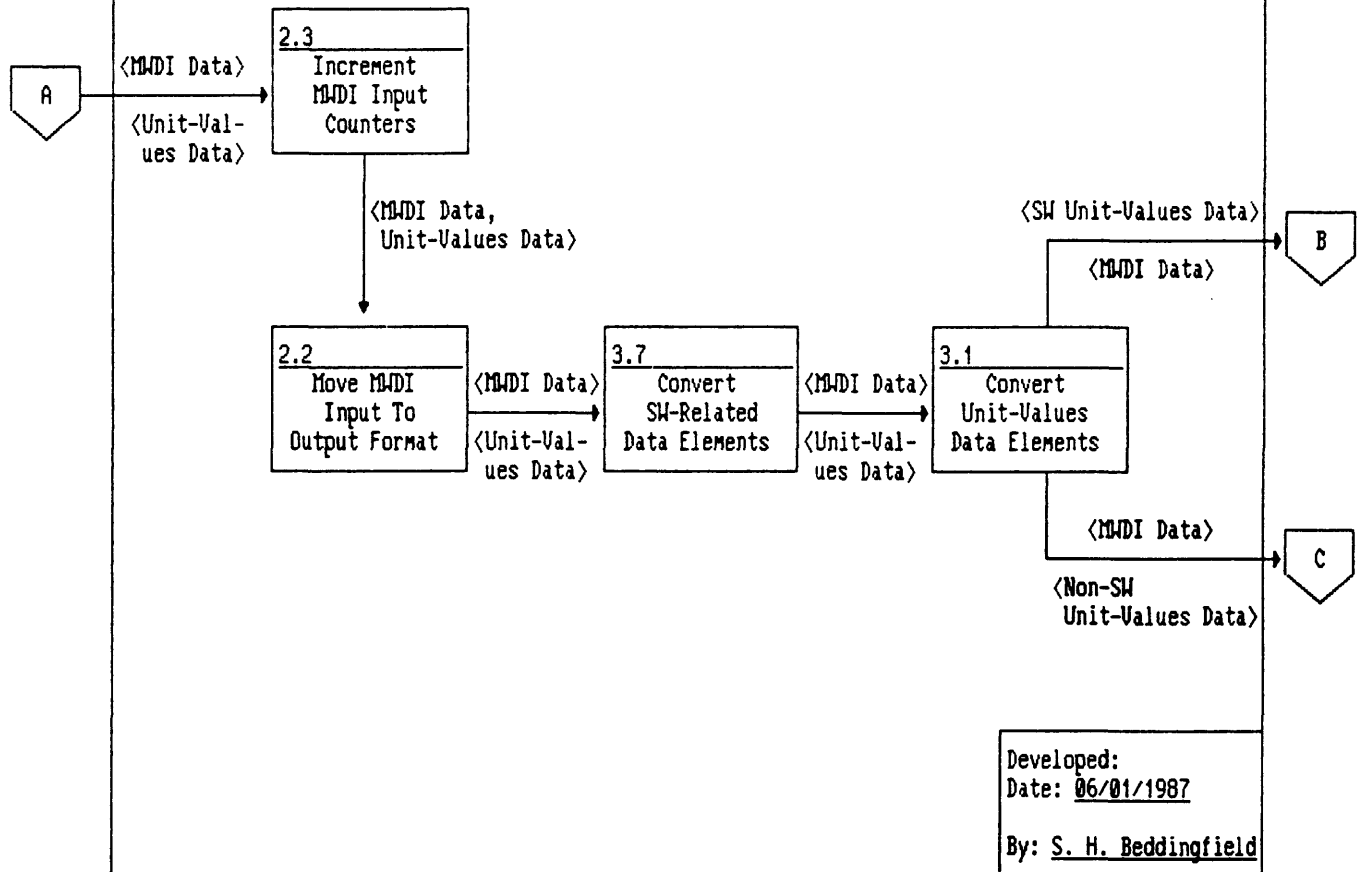 2.3
Increment
MWDI Input
Counters
A
<MWDI Data>
<Unit-Val-
ues Data>
<MWDI Data,
Unit-Values Data>
<SW Unit-Values Data>
<MWDI Data>
B
2.2
Move MWDI
Input To
Output Format
<MWDI Data>
<Unit-Val-
ues Data>
3.7
Convert
SW-Related
Data Elements
<MWDI Data>
<Unit-Val-
ues Data>
3.1
Convert
Unit-Values
Data Elements
<MWDI Data>
<Non-SW
Unit-Values Data>
C
Developed:
Date: 06/01/1987
By: S. H. Beddingfield